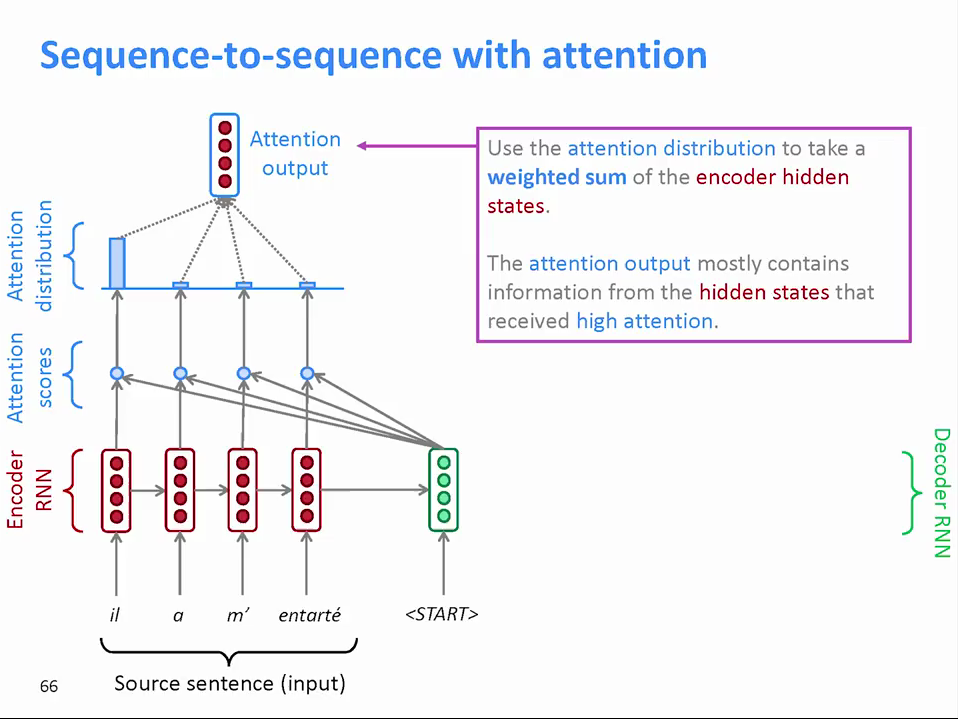 Sequence-to-sequence with attention
Attention
output
Use the attention distribution to take a
weighted sum of the encoder hidden
states.
The attention output mostly contains
information from the hidden states that
received high attention.
Attention
distribution
Attention
scores
Encoder
RNN
Decoder RNN
il a m’ entarté <START>
Source sentence (input)
66